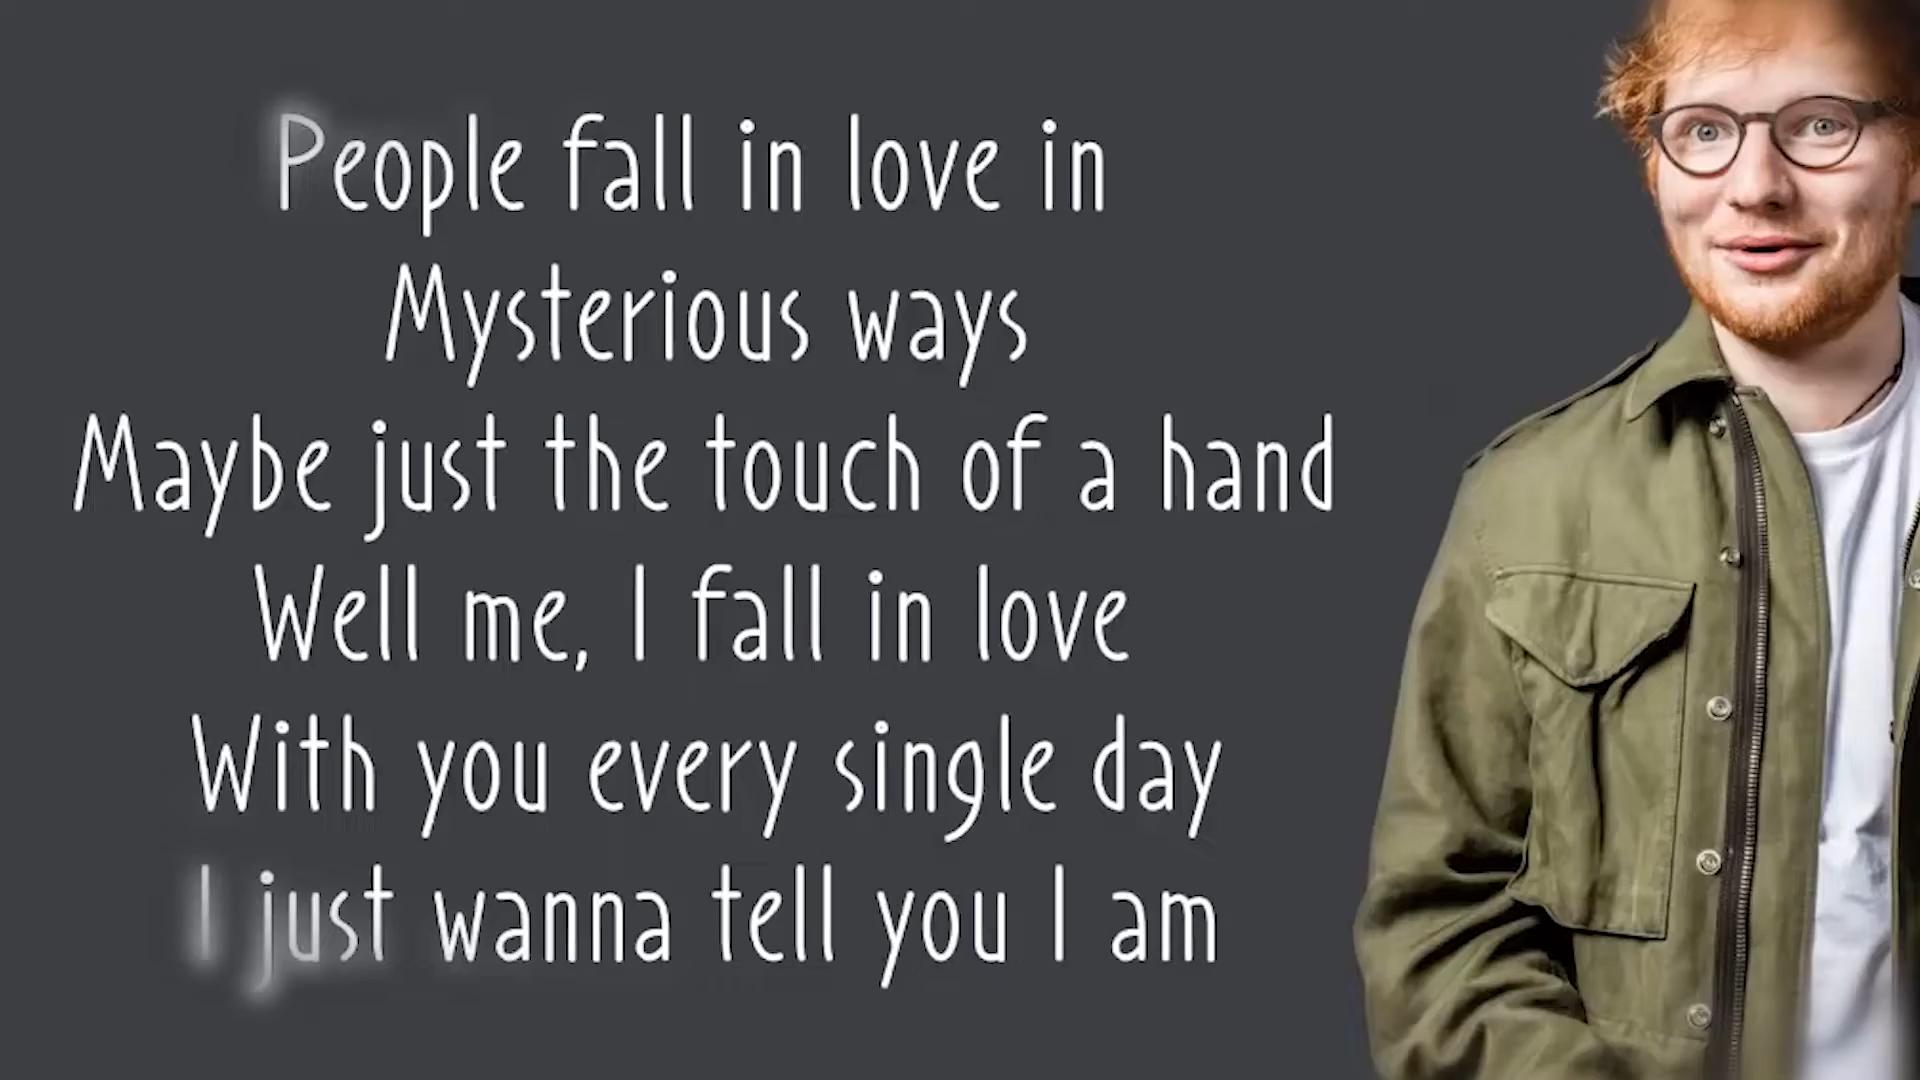 People fall in love in
Mysterious ways
Maybe just the touch of a hand
Well me, I fall in love
With you every single day
I just wanna tell you I am